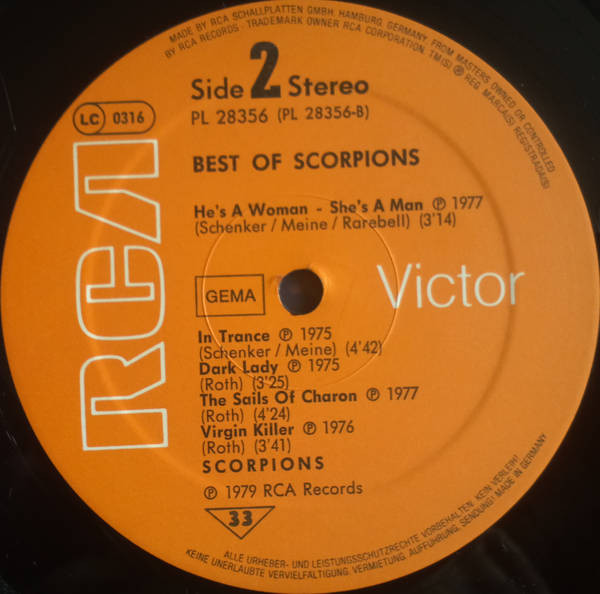 MADE BY RCA SCHALLPLATTEN GMBH, HAMBURG, GERMANY, FROM MASTERS OWNED OR CONTROLLED
BY RCA RECORDS · TRADEMARK OWNER RCA CORPORATION. TM(S) ® REG. MARCA(S) REGISTRADA(S)
Side 2 Stereo
PL 28356 (PL 28356-B)
LC 0316
BEST OF SCORPIONS
RCA
He's A Woman - She's A Man ℗ 1977
(Schenker/Meine/Rarebell) (3'14)
GEMA
Victor
In Trance ℗ 1975
(Schenker/Meine) (4'42)
Dark Lady ℗ 1975
(Roth) (3'25)
The Sails Of Charon ℗ 1977
(Roth) (4'24)
Virgin Killer ℗ 1976
(Roth) (3'41)
SCORPIONS
℗ 1979 RCA Records
33
ALLE URHEBER- UND LEISTUNGSSCHUTZRECHTE VORBEHALTEN. KEIN VERLEIH!
KEINE UNERLAUBTE VERVIELFÄLTIGUNG, VERMIETUNG, AUFFÜHRUNG, SENDUNG! MADE IN GERMANY